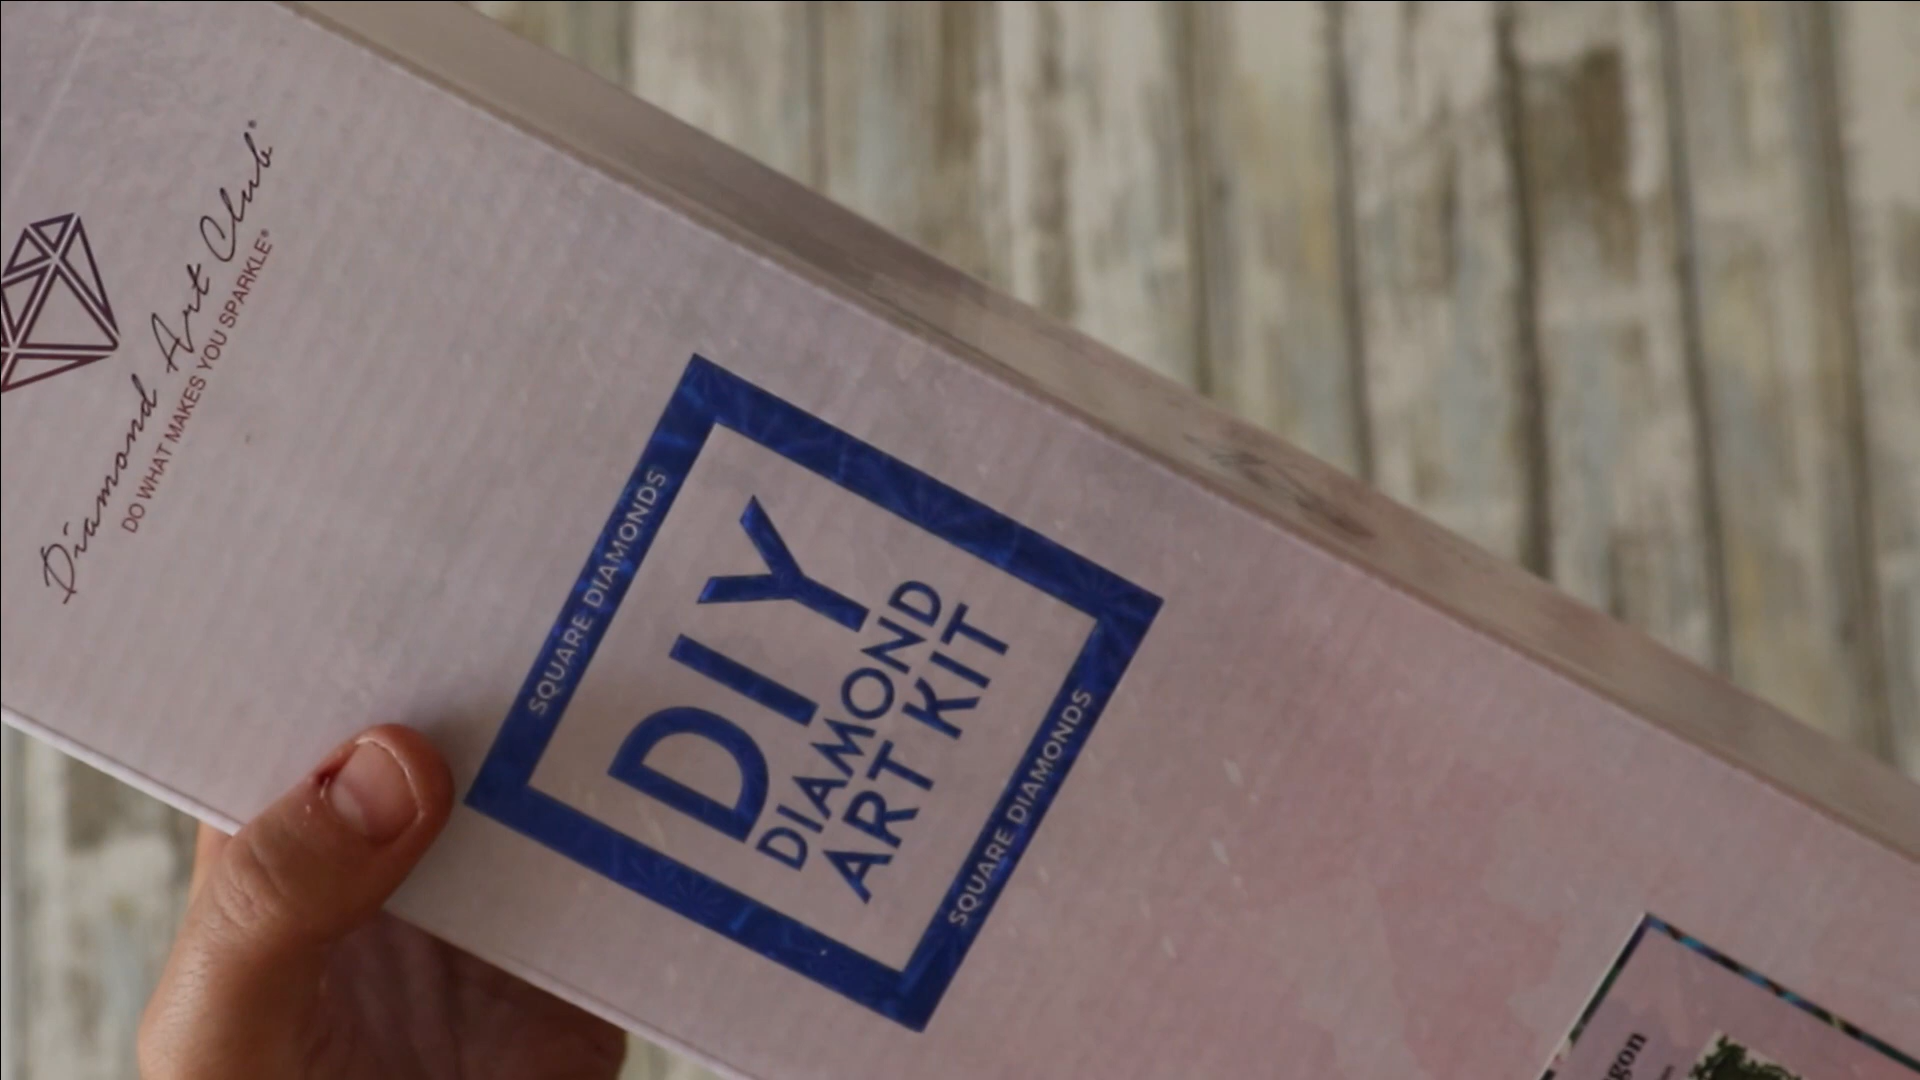 Diamond Art Club®
DO WHAT MAKES YOU SPARKLE®
SQUARE DIAMONDS
DIY
DIAMOND
ART KIT
SQUARE DIAMONDS